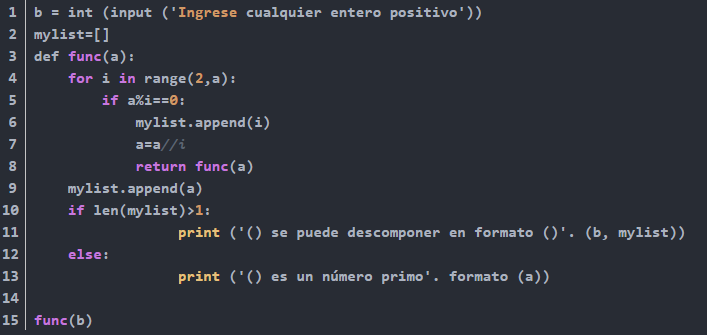 1 b = int (input ('Ingrese cualquier entero positivo'))
2 mylist=[]
3 def func(a):
4     for i in range(2,a):
5         if a%i==0:
6             mylist.append(i)
7             a=a//i
8             return func(a)
9     mylist.append(a)
10     if len(mylist)>1:
11                  print ('() se puede descomponer en formato ()'. (b, mylist))
12     else:
13                  print ('() es un número primo'. formato (a))
14
15 func(b)